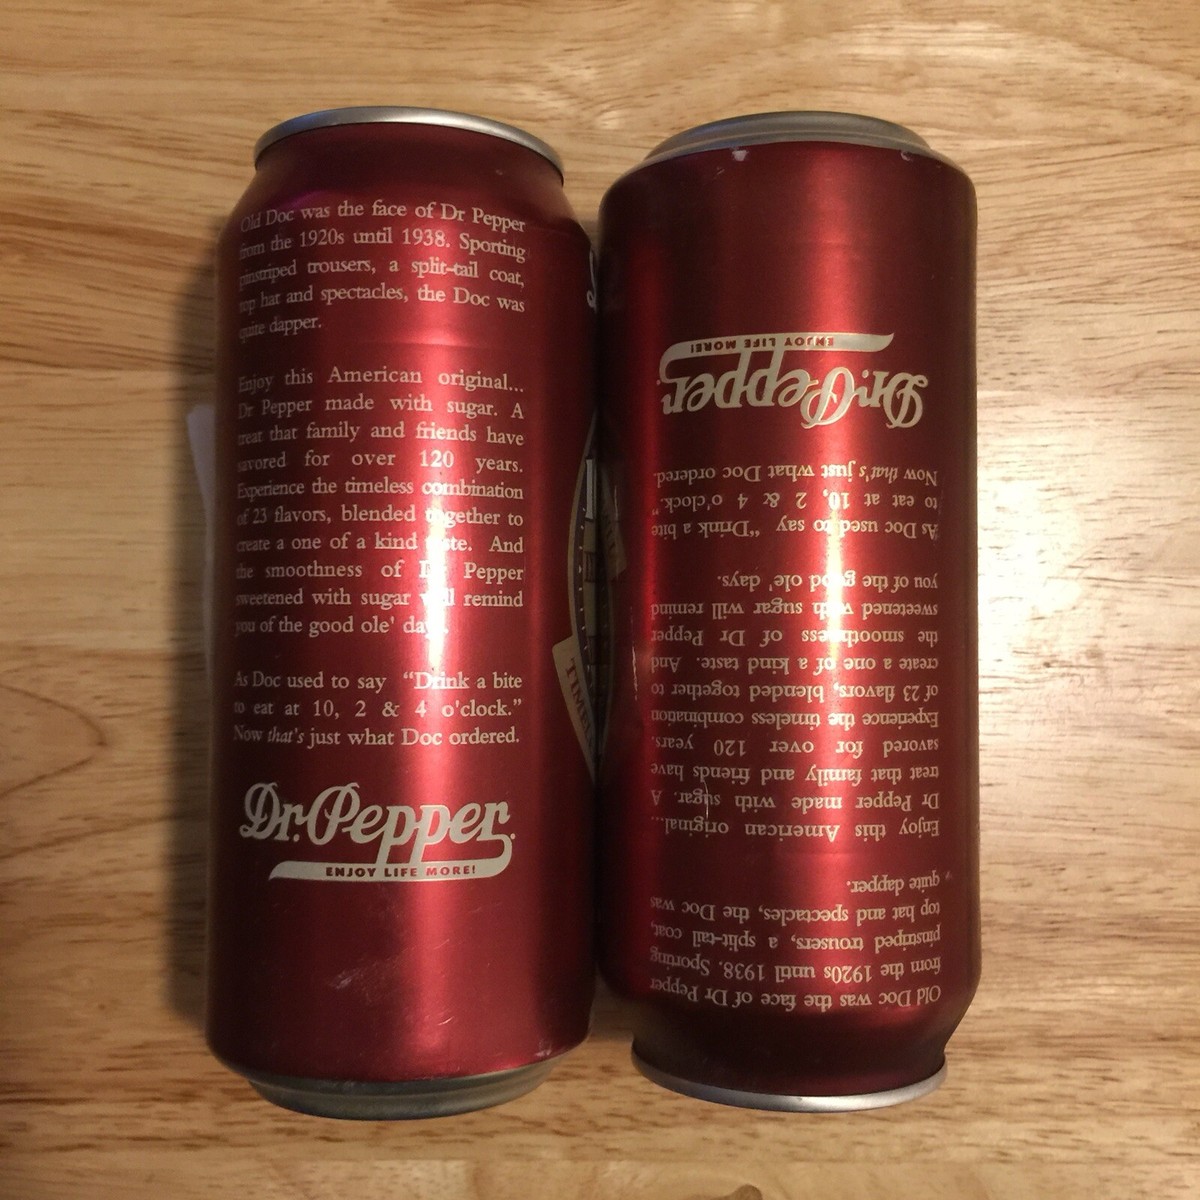 Old Doc was the face of Dr Pepper
from the 1920s until 1938. Sporting
pinstriped trousers, a split-tail coat,
top hat and spectacles, the Doc was
quite dapper.
Enjoy this American original...
Dr Pepper made with sugar. A
treat that family and friends have
savored for over 120 years.
Experience the timeless combination
of 23 flavors, blended together to
create a one of a kind taste. And
the smoothness of Dr Pepper
sweetened with sugar will remind
you of the good ole' days.
As Doc used to say “Drink a bite
to eat at 10, 2 & 4 o'clock.”
Now that's just what Doc ordered.
Dr. Pepper
ENJOY LIFE MORE!
Old Doc was the face of Dr Pepper
from the 1920s until 1938. Sporting
pinstriped trousers, a split-tail coat,
top hat and spectacles, the Doc was
quite dapper.
Enjoy this American original...
Dr Pepper made with sugar. A
treat that family and friends have
savored for over 120 years.
Experience the timeless combination
of 23 flavors, blended together to
create a one of a kind taste. And
the smoothness of Dr Pepper
sweetened with sugar will remind
you of the good ole' days.
As Doc used to say “Drink a bite
to eat at 10, 2 & 4 o'clock.”
Now that's just what Doc ordered.
Dr. Pepper
ENJOY LIFE MORE!